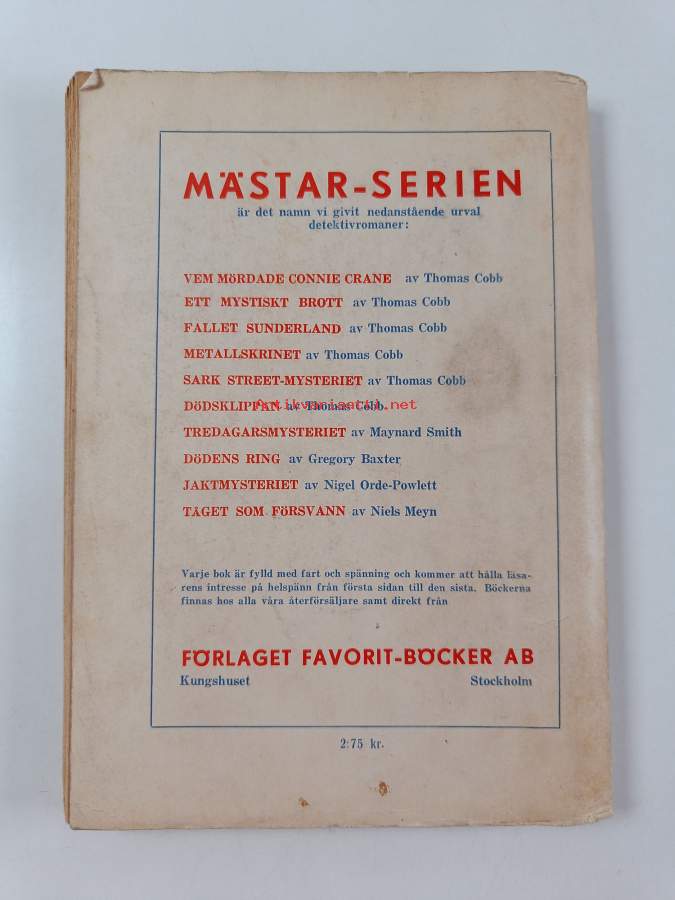 MÄSTAR-SERIEN
är det namn vi givit nedanstående urval
detektivromaner:
VEM MÖRDADE CONNIE CRANE av Thomas Cobb
ETT MYSTISKT BROTT av Thomas Cobb
FALLET SUNDERLAND av Thomas Cobb
METALLSKRINET av Thomas Cobb
SARK STREET-MYSTERIET av Thomas Cobb
DÖDSKLIPPAN av Thomas Cobb
antikvariaatti.net
TREDAGARSMYSTERIET av Maynard Smith
DÖDENS RING av Gregory Baxter
JAKTMYSTERIET av Nigel Orde-Powlett
TÅGET SOM FÖRSVANN av Niels Meyn
Varje bok är fylld med fart och spänning och kommer att hålla läsa-
rens intresse på helspänn från första sidan till den sista. Böckerna
finnas hos alla våra återförsäljare samt direkt från
FÖRLAGET FAVORIT-BÖCKER AB
Kungshuset Stockholm
2:75 kr.